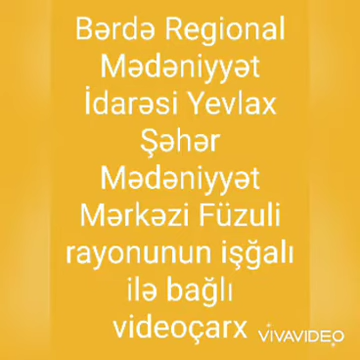 Bərdə Regional
Mədəniyyət
İdarəsi Yevlax
Şəhər
Mədəniyyət
Mərkəzi Füzuli
rayonunun işğalı
ilə bağlı
videoçarx
VIVAVIDEO